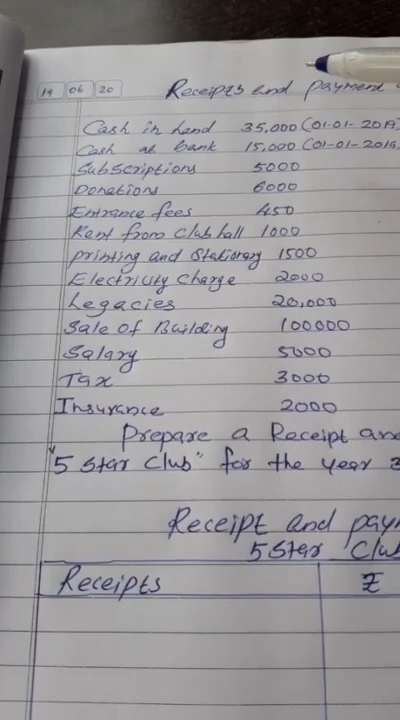 19 06 20
Receipts and payment
Cash in hand 35,000 (01-01-2019)
Cash at bank 15,000 (01-01-2019
Subscriptions 5000
Donations 6000
Entrance fees 450
Rent from Club hall 1000
printing and Stationary 1500
Electricity charge 2000
Legacies 20,000
Sale of Building 100000
Salary 5000
Tax 3000
Insurance 2000
Prepare a Receipt and
"5 Star Club" for the year
Receipt and paym
5 Star Club
Receipts ₹